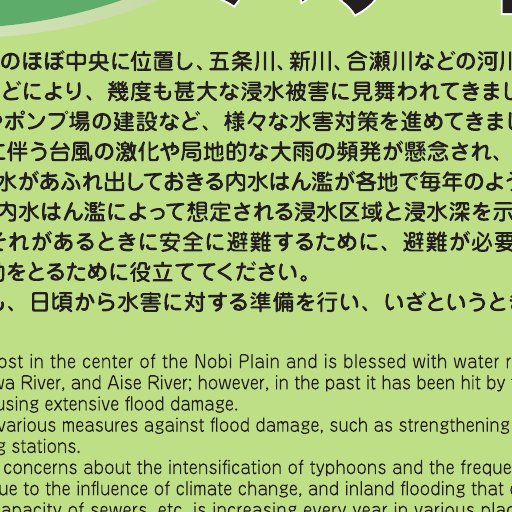 のほぼ中央に位置し、五条川、新川、合瀬川などの河川
どにより、幾度も甚大な浸水被害に見舞われてきまし
ポンプ場の建設など、様々な水害対策を進めてきまし
伴う台風の激化や局地的な大雨の頻発が懸念され、
水があふれ出しておきる内水はん濫が各地で毎年のよう
内水はん濫によって想定される浸水区域と浸水深を示
それがあるときに安全に避難するために、避難が必要
をとるために役立ててください。
、日頃から水害に対する準備を行い、いざというとき
ost in the center of the Nobi Plain and is blessed with water r
wa River, and Aise River; however, in the past it has been hit by
using extensive flood damage.
various measures against flood damage, such as strengthening
g stations.
concerns about the intensification of typhoons and the freque
ue to the influence of climate change, and inland flooding that
apacity of sewers, etc. is increasing every year in various plac